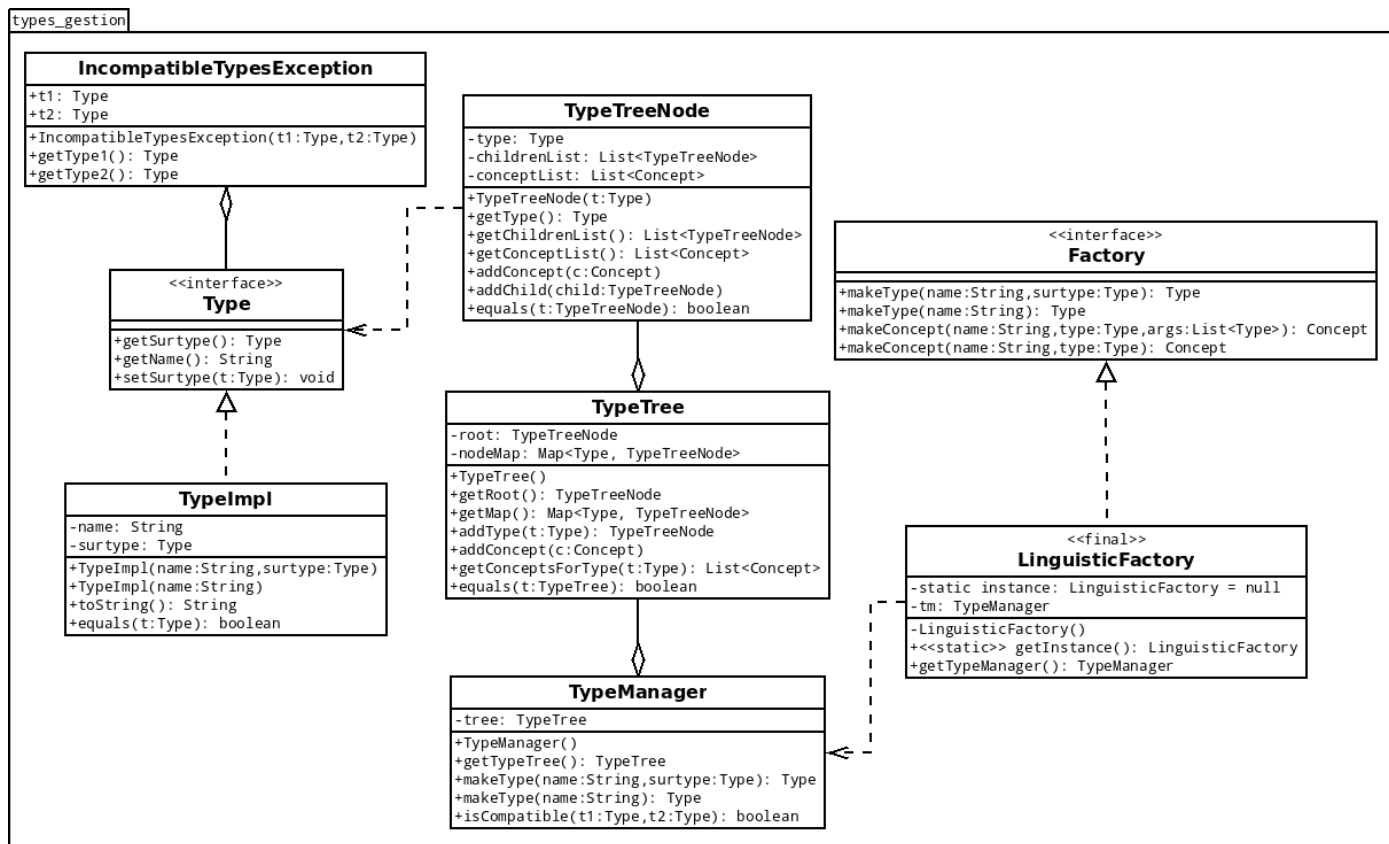 types_gestion
IncompatibleTypesException
+t1: Type
+t2: Type
+IncompatibleTypesException(t1:Type,t2:Type)
+getType1(): Type
+getType2(): Type
TypeTreeNode
-type: Type
-childrenList: List<TypeTreeNode>
-conceptList: List<Concept>
+TypeTreeNode(t:Type)
+getType(): Type
+getChildrenList(): List<TypeTreeNode>
+getConceptList(): List<Concept>
+addConcept(c:Concept)
+addChild(child:TypeTreeNode)
+equals(t:TypeTreeNode): boolean
<<interface>>
Factory
+makeType(name:String,surtype:Type): Type
+makeType(name:String): Type
+makeConcept(name:String,type:Type,args:List<Type>): Concept
+makeConcept(name:String,type:Type): Concept
<<interface>>
Type
+getSurtype(): Type
+getName(): String
+setSurtype(t:Type): void
TypeTree
-root: TypeTreeNode
-nodeMap: Map<Type, TypeTreeNode>
+TypeTree()
+getRoot(): TypeTreeNode
+getMap(): Map<Type, TypeTreeNode>
+addType(t:Type): TypeTreeNode
+addConcept(c:Concept)
+getConceptsForType(t:Type): List<Concept>
+equals(t:TypeTree): boolean
TypeImpl
-name: String
-surtype: Type
+TypeImpl(name:String,surtype:Type)
+TypeImpl(name:String)
+toString(): String
+equals(t:Type): boolean
<<final>>
LinguisticFactory
-static instance: LinguisticFactory = null
-tm: TypeManager
-LinguisticFactory()
+<<static>> getInstance(): LinguisticFactory
+getTypeManager(): TypeManager
TypeManager
-tree: TypeTree
+TypeManager()
+getTypeTree(): TypeTree
+makeType(name:String,surtype:Type): Type
+makeType(name:String): Type
+isCompatible(t1:Type,t2:Type): boolean